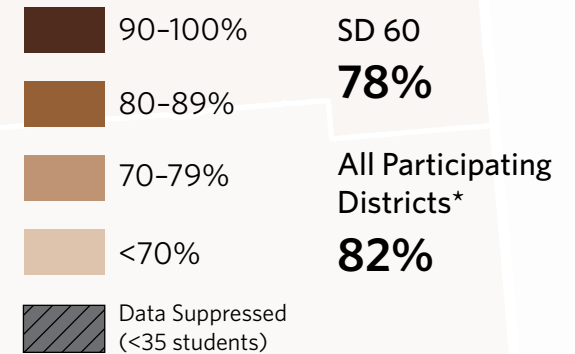 90–100%
80–89%
70–79%
<70%
Data Suppressed
(<35 students)
SD 60
78%
All Participating
Districts*
82%